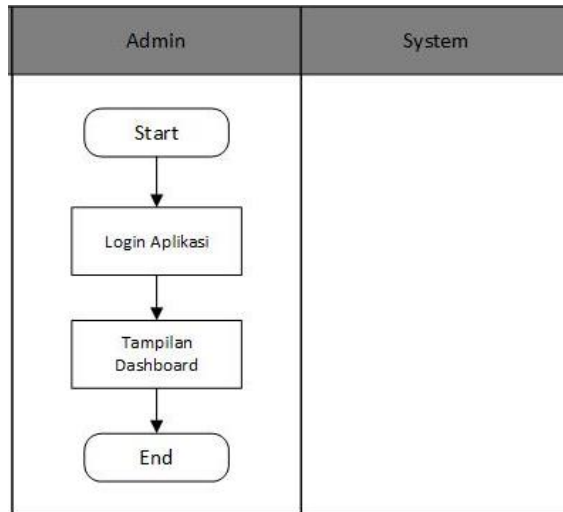 Admin
System
Start
Login Aplikasi
Tampilan
Dashboard
End